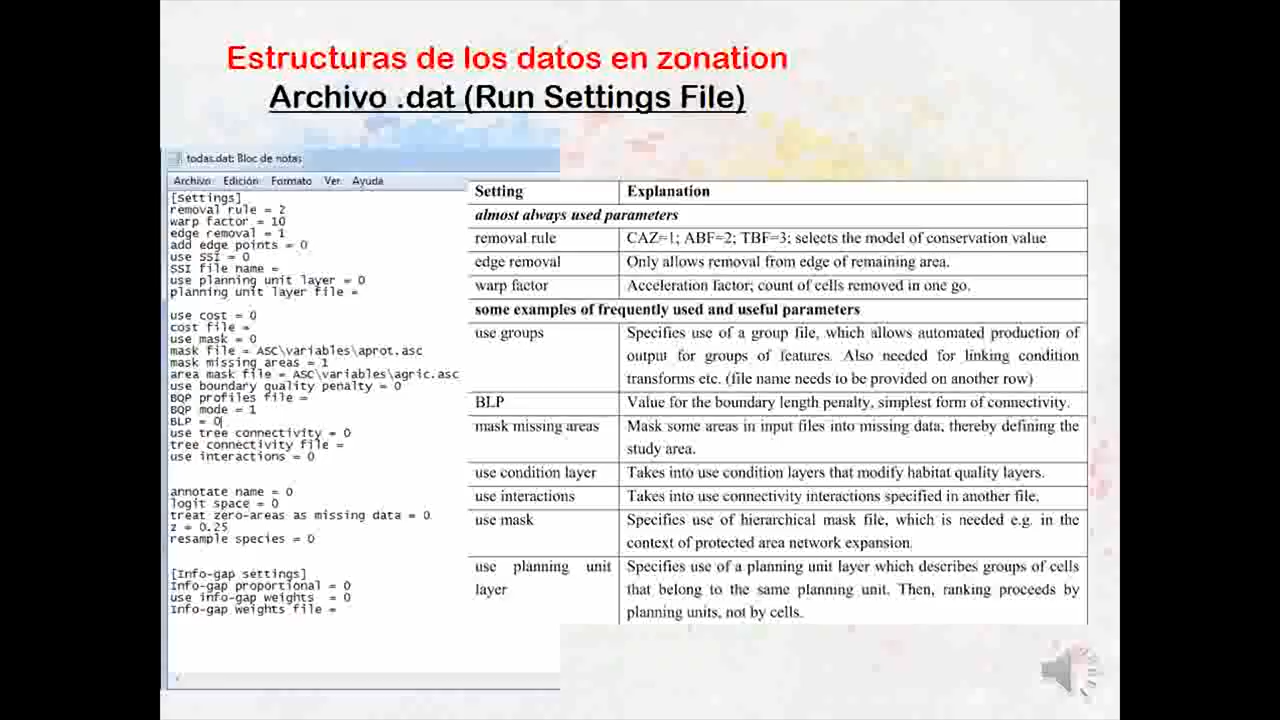 Estructuras de los datos en zonation
Archivo .dat (Run Settings File)
todas.dat: Bloc de notas
Archivo Edición Formato Ver Ayuda
[Settings]
removal rule = 2
warp factor = 10
edge removal = 1
add edge points = 0
use SSI = 0
SSI file name =
use planning unit layer = 0
planning unit layer file =
use cost = 0
cost file =
use mask = 0
mask file = ASC\variables\aprot.asc
mask missing areas = 1
area mask file = ASC\variables\agric.asc
use boundary quality penalty = 0
BQP profiles file =
BQP mode = 1
BLP = 0
use tree connectivity = 0
tree connectivity file =
use interactions = 0
annotate name = 0
logit space = 0
treat zero-areas as missing data = 0
z = 0.25
resample species = 0
[Info-gap settings]
Info-gap proportional = 0
use info-gap weights = 0
Info-gap weights file =
Setting Explanation
almost always used parameters
removal rule CAZ=1; ABF=2; TBF=3; selects the model of conservation value
edge removal Only allows removal from edge of remaining area.
warp factor Acceleration factor; count of cells removed in one go.
some examples of frequently used and useful parameters
use groups Specifies use of a group file, which allows automated production of
output for groups of features. Also needed for linking condition
transforms etc. (file name needs to be provided on another row)
BLP Value for the boundary length penalty, simplest form of connectivity.
mask missing areas Mask some areas in input files into missing data, thereby defining the
study area.
use condition layer Takes into use condition layers that modify habitat quality layers.
use interactions Takes into use connectivity interactions specified in another file.
use mask Specifies use of hierarchical mask file, which is needed e.g. in the
context of protected area network expansion.
use planning unit Specifies use of a planning unit layer which describes groups of cells
layer that belong to the same planning unit. Then, ranking proceeds by
planning units, not by cells.